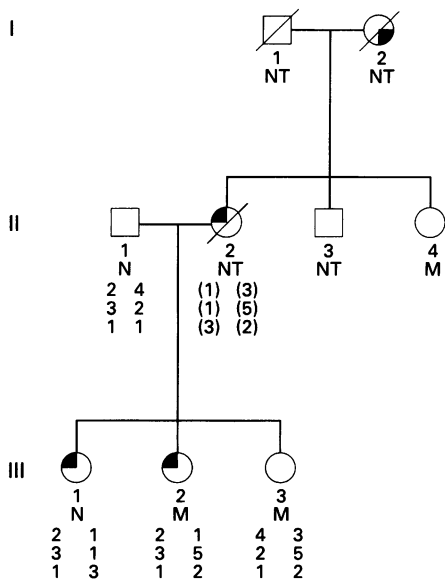 I
1 2
NT NT
II
1 2 3 4
N NT NT M
2 4 (1) (3)
3 2 (1) (5)
1 1 (3) (2)
III
1 2 3
N M M
2 1 2 1 4 3
3 1 3 5 2 5
1 3 1 2 1 2